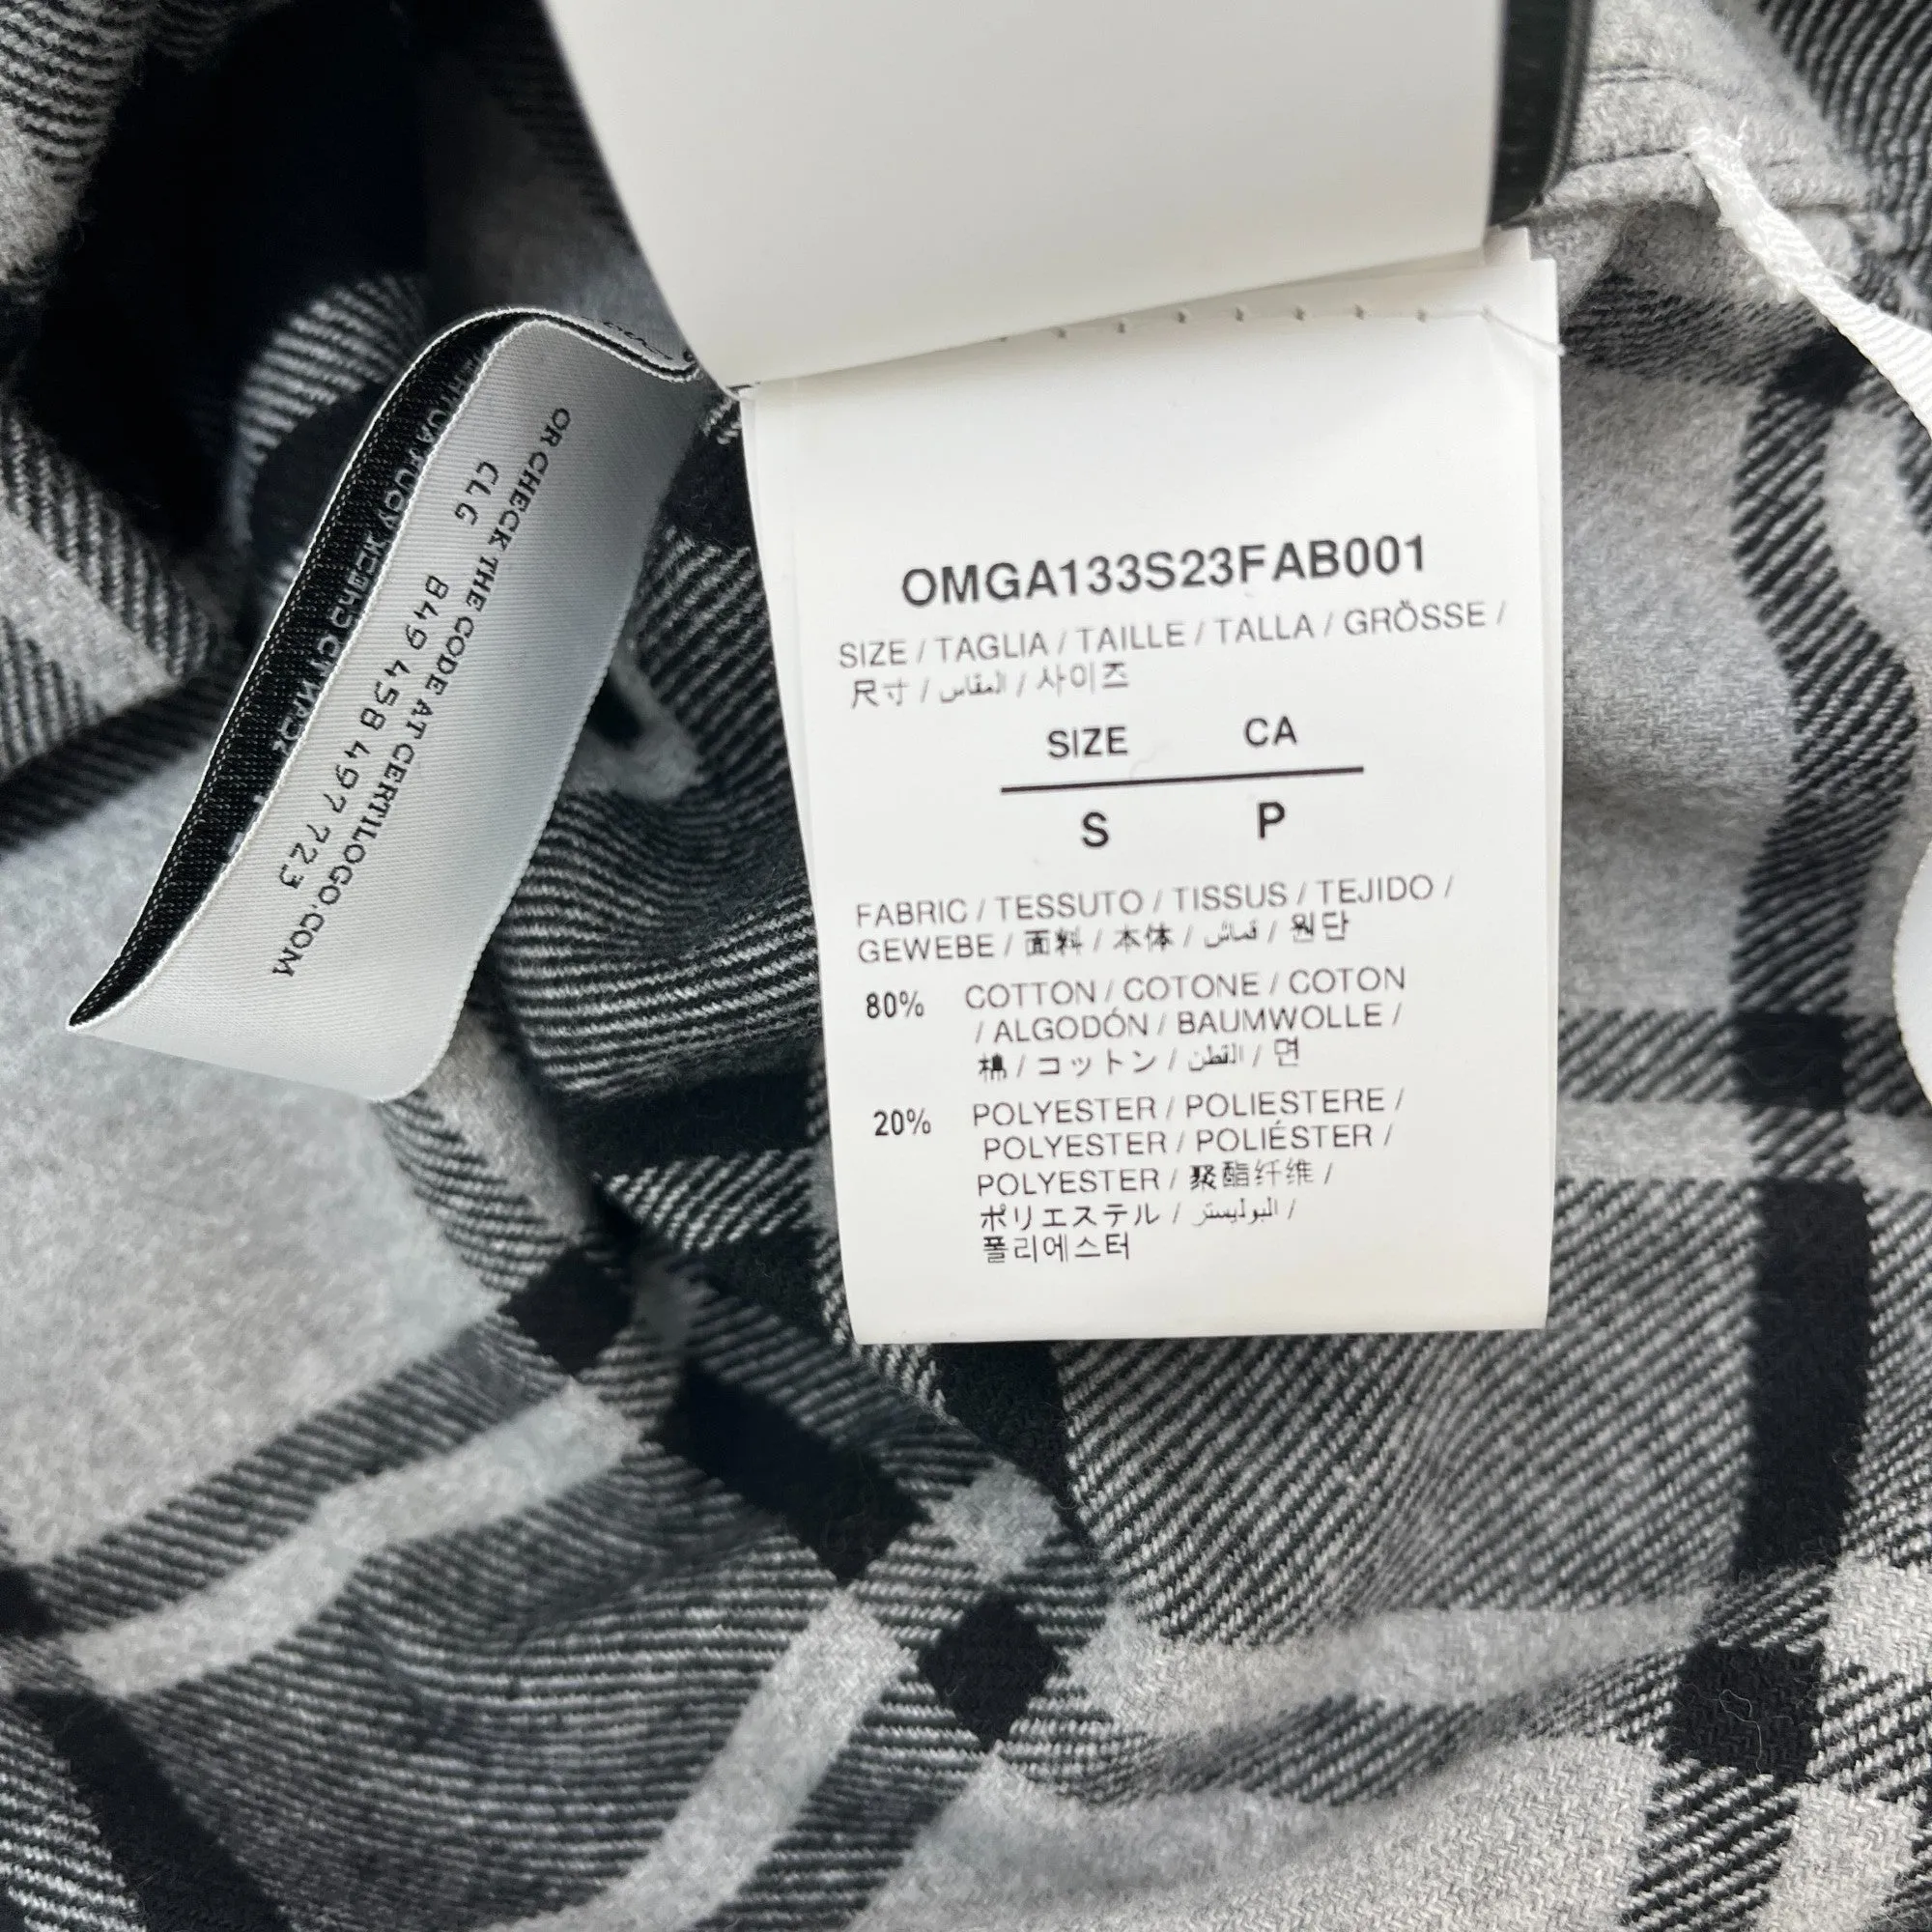 OMGA133S23FAB001
SIZE / TAGLIA / TAILLE / TALLA / GRÖSSE /
尺寸 / المقاس / 사이즈
SIZE CA
S P
FABRIC / TESSUTO / TISSUS / TEJIDO /
GEWEBE / 面料 / 本体 / قماش / 원단
80% COTTON / COTONE / COTON
/ ALGODÓN / BAUMWOLLE /
棉 / コットン / القطن / 면
20% POLYESTER / POLIESTERE /
POLYESTER / POLIÉSTER /
POLYESTER / 聚酯纤维 /
ポリエステル / البوليستر /
폴리에스터
OR CHECK THE CODE AT CERTILOGO.COM
CLG
849 458 497 723